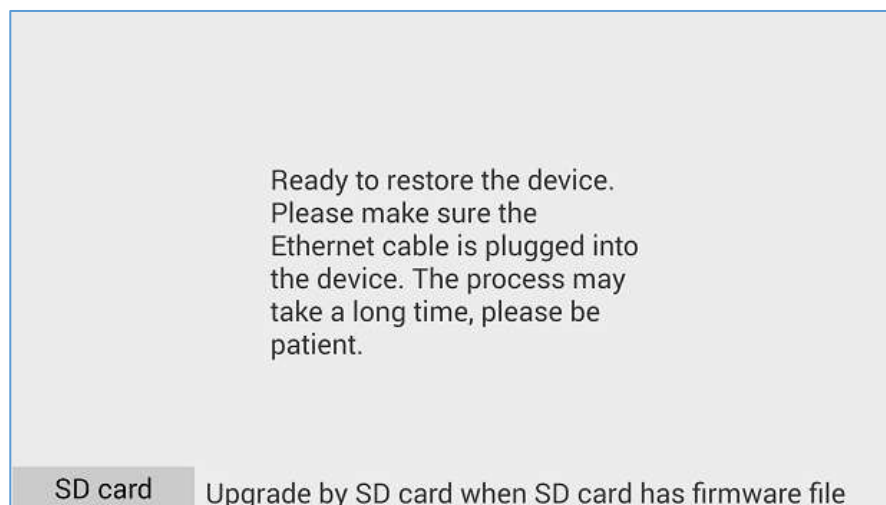 Ready to restore the device.
Please make sure the
Ethernet cable is plugged into
the device. The process may
take a long time, please be
patient.
SD card
Upgrade by SD card when SD card has firmware file